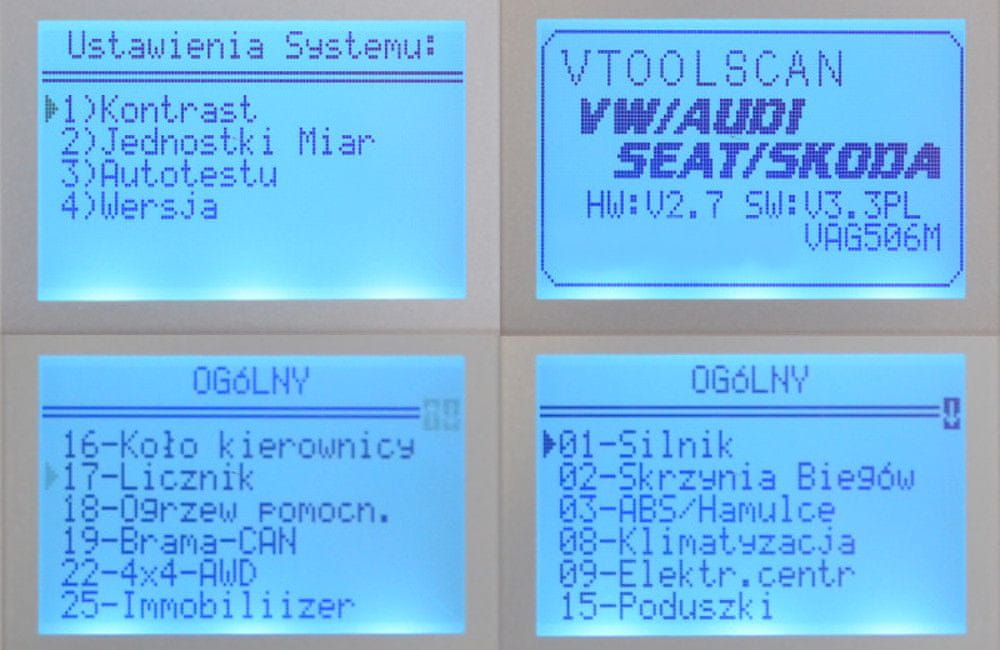 Ustawienia Systemu:
1)Kontrast
2)Jednostki Miar
3)Autotestu
4)Wersja
VTOOLSCAN
VW/AUDI
SEAT/SKODA
HW:V2.7 SW:V3.3PL
VAG506M
OGóLNY
16-Koło kierownicy
17-Licznik
18-Ogrzew pomocn.
19-Brama-CAN
22-4x4-AWD
25-Immobiliizer
OGóLNY
01-Silnik
02-Skrzynia Biegów
03-ABS/Hamulce
08-Klimatyzacja
09-Elektr.centr
15-Poduszki